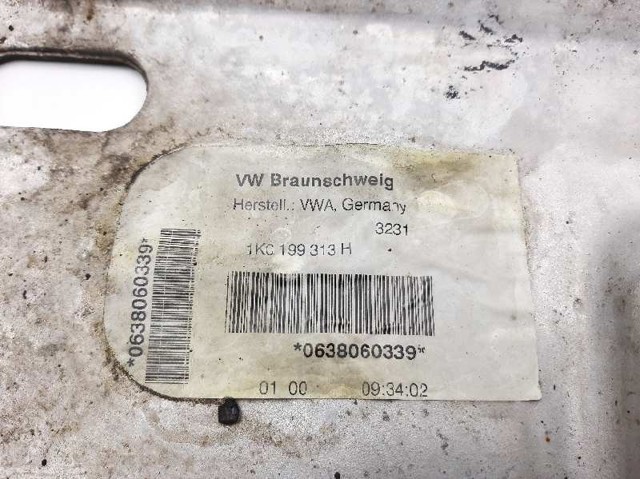 VW Braunschweig
Herstell.: VWA, Germany
3231
1K0 199 313 H
*0638060339*
*0638060339*
01 00 09:34:02